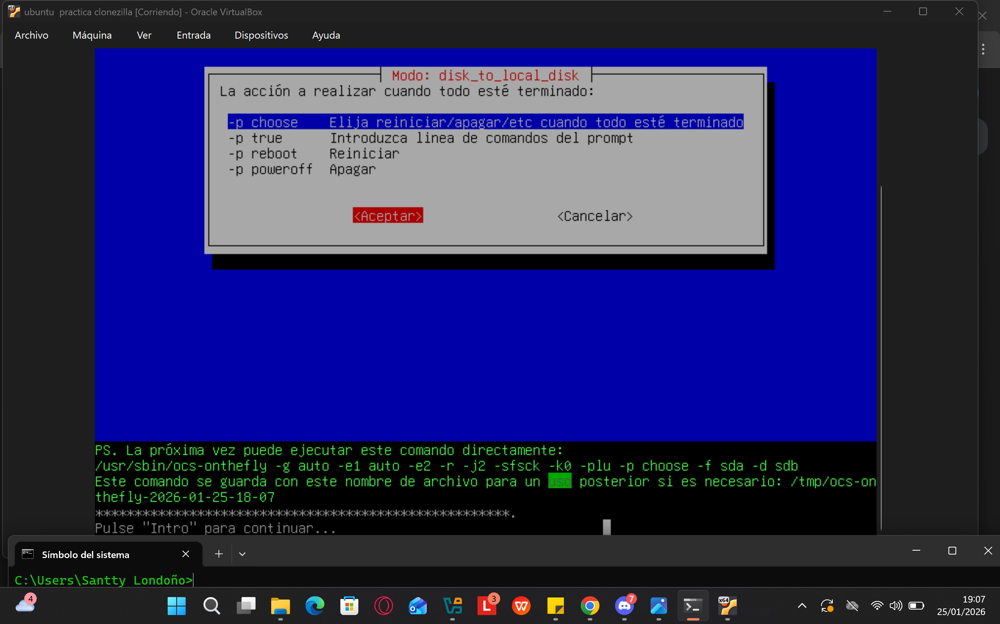 ubuntu  practica clonezilla [Corriendo] - Oracle VirtualBox
Archivo Máquina Ver Entrada Dispositivos Ayuda
Modo: disk_to_local_disk
La acción a realizar cuando todo esté terminado:
-p choose Elija reiniciar/apagar/etc cuando todo esté terminado
-p true Introduzca linea de comandos del prompt
-p reboot Reiniciar
-p poweroff Apagar
<Aceptar> <Cancelar>
PS. La próxima vez puede ejecutar este comando directamente:
/usr/sbin/ocs-onthefly -g auto -e1 auto -e2 -r -j2 -sfsck -k0 -plu -p choose -f sda -d sdb
Este comando se guarda con este nombre de archivo para un uso posterior si es necesario: /tmp/ocs-on
thefly-2026-01-25-18-07
*****************************************************.
Pulse "Intro" para continuar...
Símbolo del sistema
C:\Users\Santty Londoño>
4
3
7
x64
19:07
25/01/2026